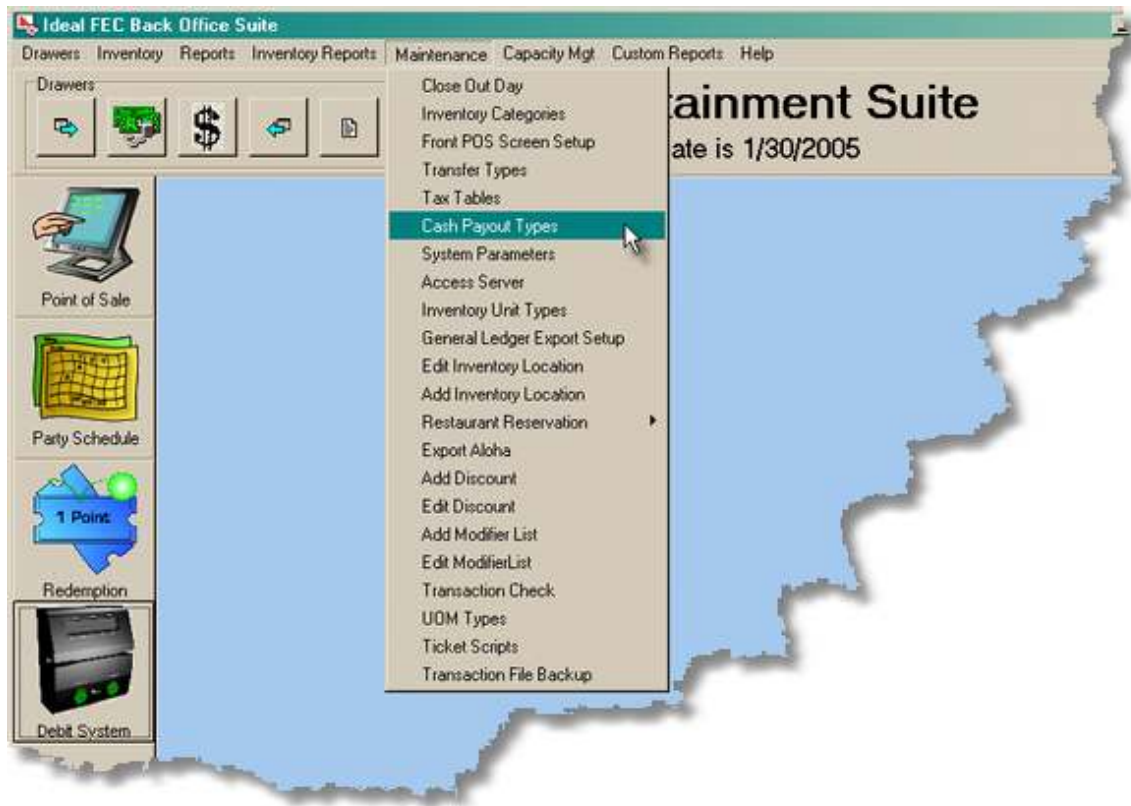 Ideal FEC Back Office Suite
Drawers Inventory Reports Inventory Reports Maintenance Capacity Mgt Custom Reports Help
Drawers
tainment Suite
ate is 1/30/2005
Close Out Day
Inventory Categories
Front POS Screen Setup
Transfer Types
Tax Tables
Cash Payout Types
System Parameters
Access Server
Inventory Unit Types
General Ledger Export Setup
Edit Inventory Location
Add Inventory Location
Restaurant Reservation
Export Aloha
Add Discount
Edit Discount
Add Modifier List
Edit ModifierList
Transaction Check
UOM Types
Ticket Scripts
Transaction File Backup
Point of Sale
Party Schedule
1 Point
Redemption
Debit System